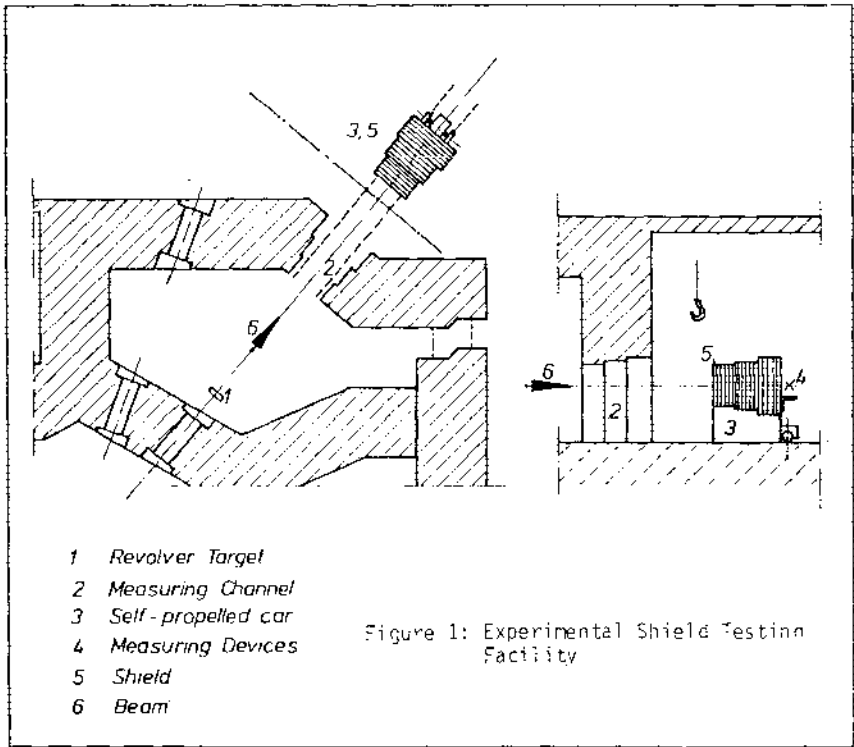 3,5
2
6
1
6
2
5
4
3
1 Revolver Target
2 Measuring Channel
3 Self-propelled car
4 Measuring Devices
5 Shield
6 Beam
Figure 1: Experimental Shield Testing
Facility